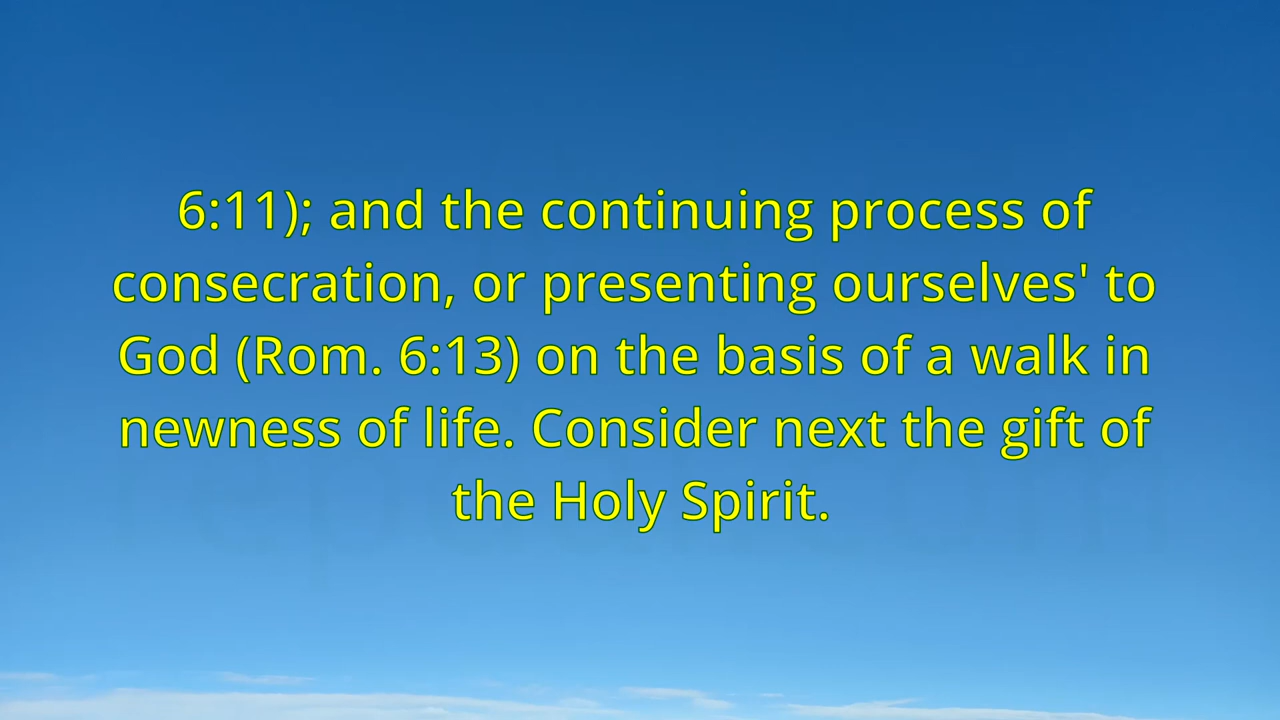 6:11); and the continuing process of
consecration, or presenting ourselves' to
God (Rom. 6:13) on the basis of a walk in
newness of life. Consider next the gift of
the Holy Spirit.